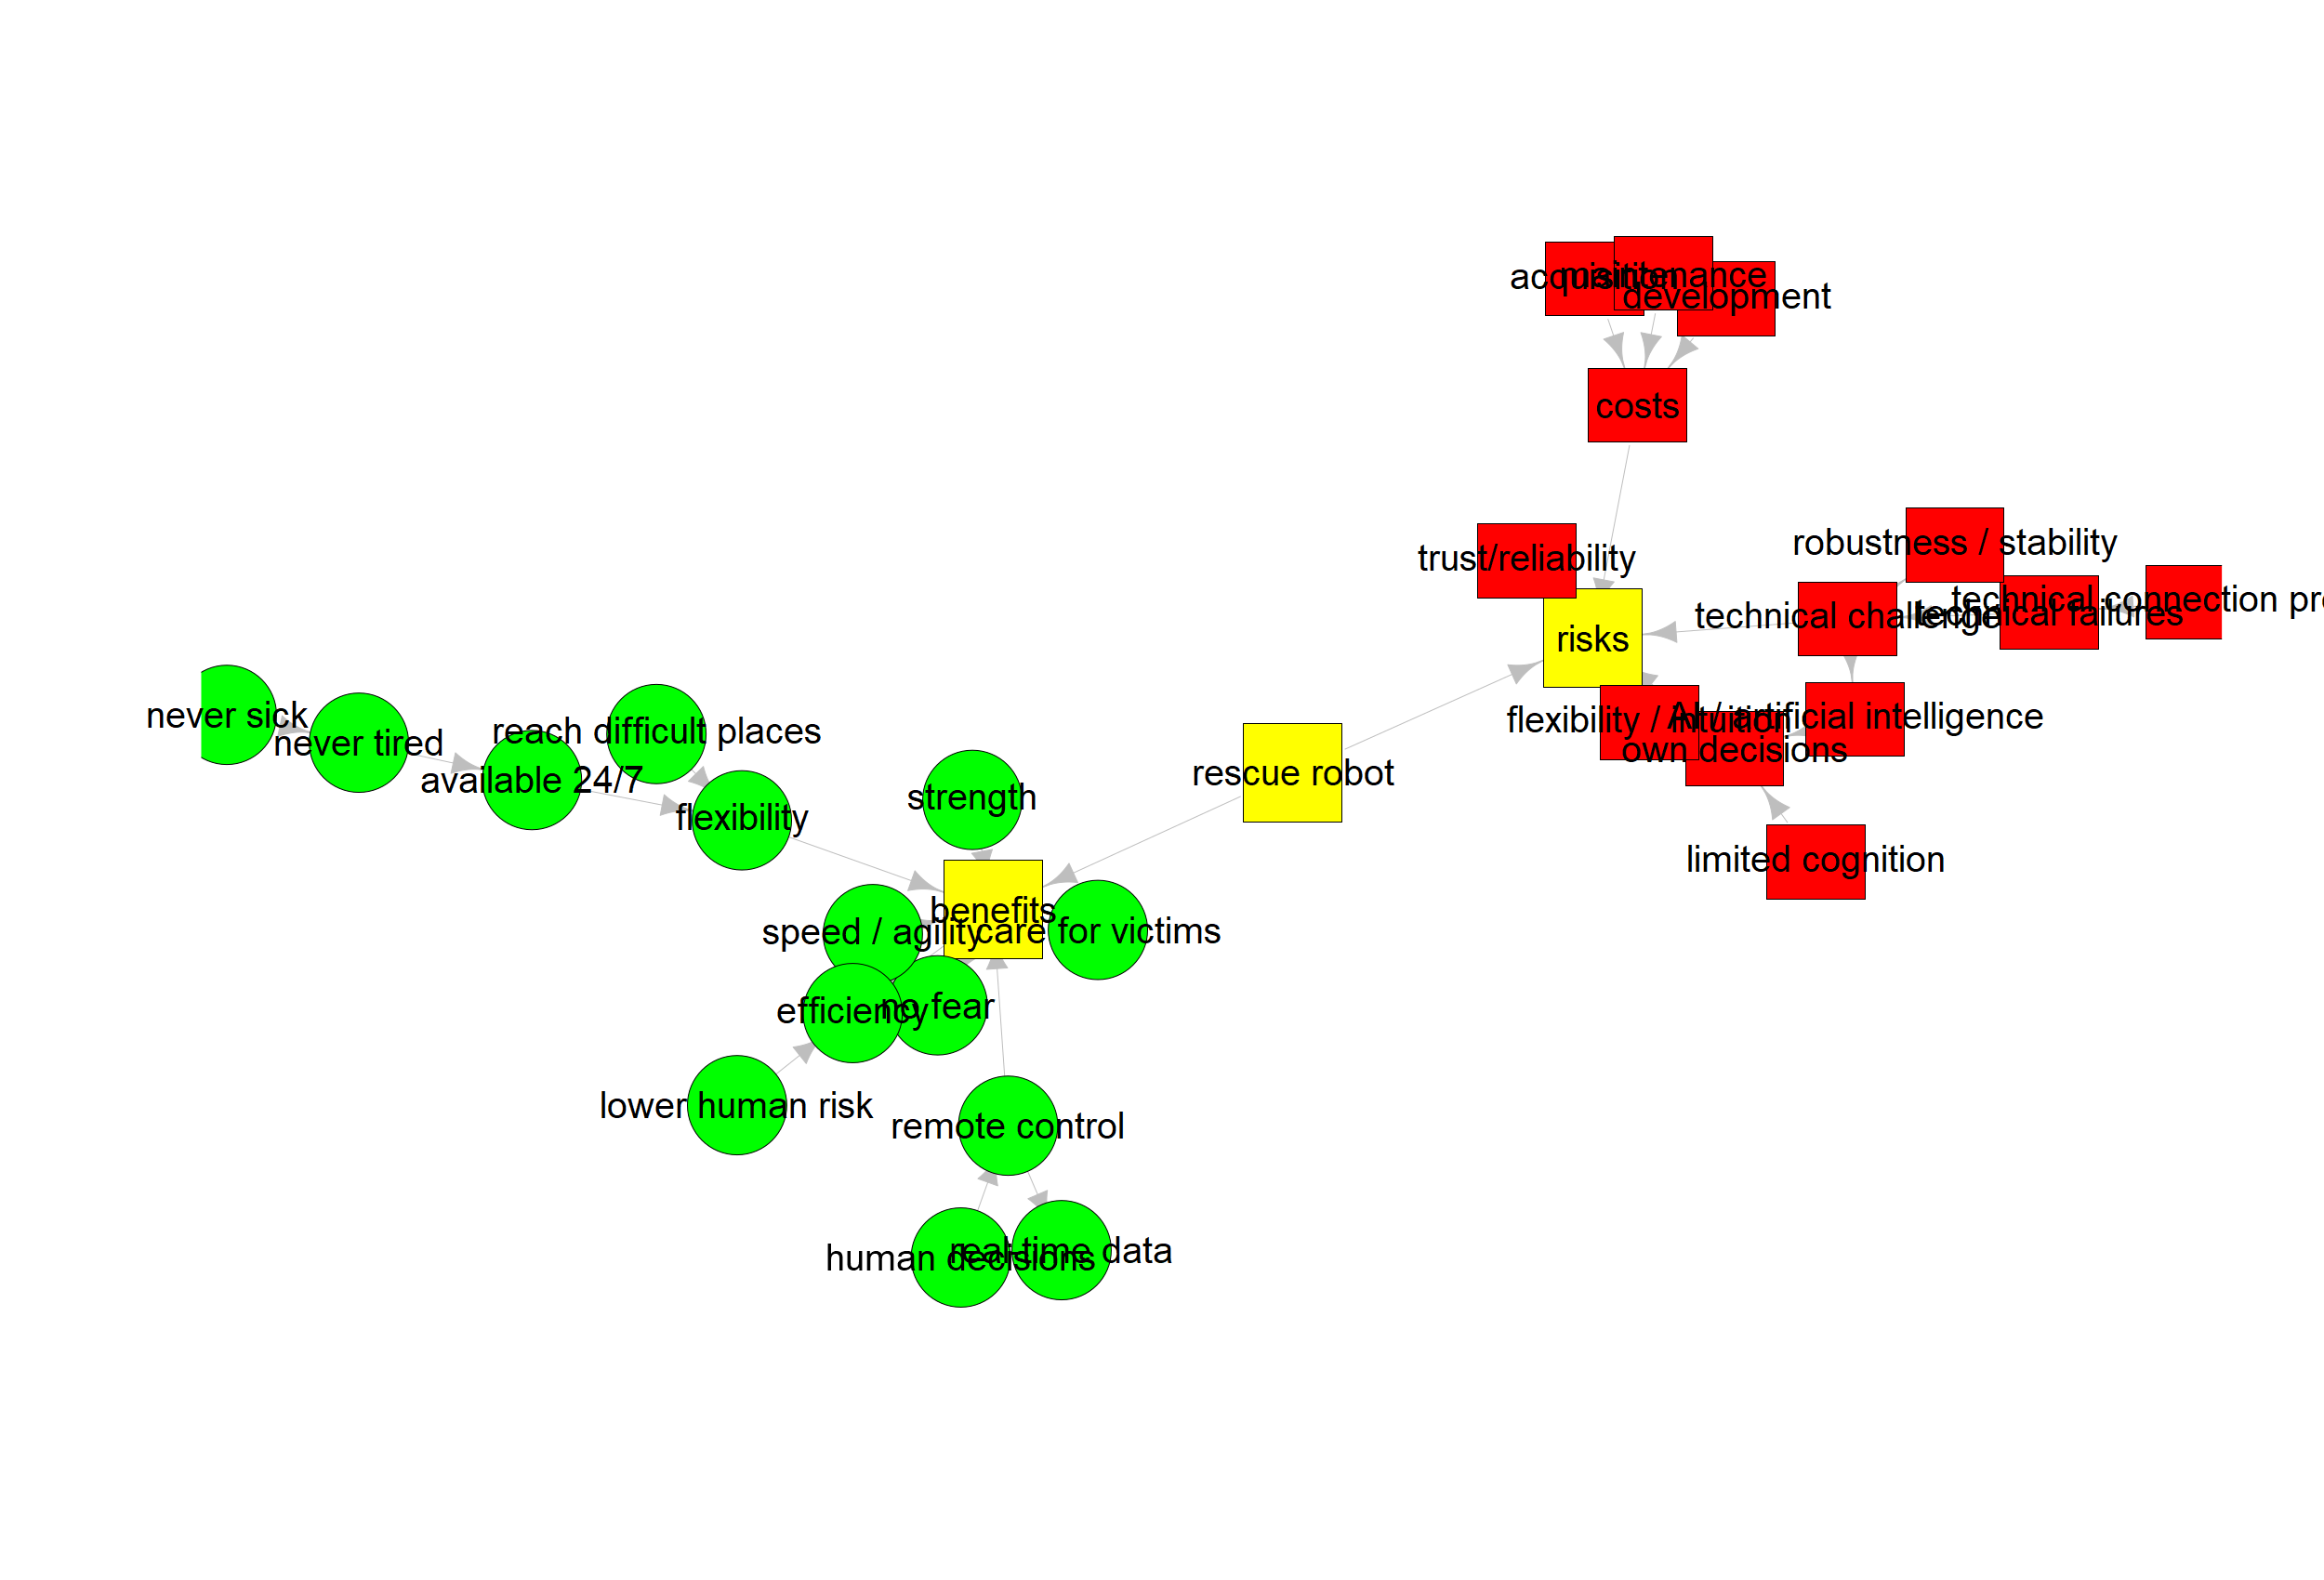 acquisition
maintenance
development
costs
robustness / stability
trust/reliability
technical connection pro
technical challenge
technical failures
risks
never sick
flexibility / intuition
AI / artificial intelligence
reach difficult places
never tired
own decisions
rescue robot
available 24/7
strength
flexibility
limited cognition
benefits
speed / agility
care for victims
efficiency
no fear
lower human risk
remote control
human decisions
real-time data